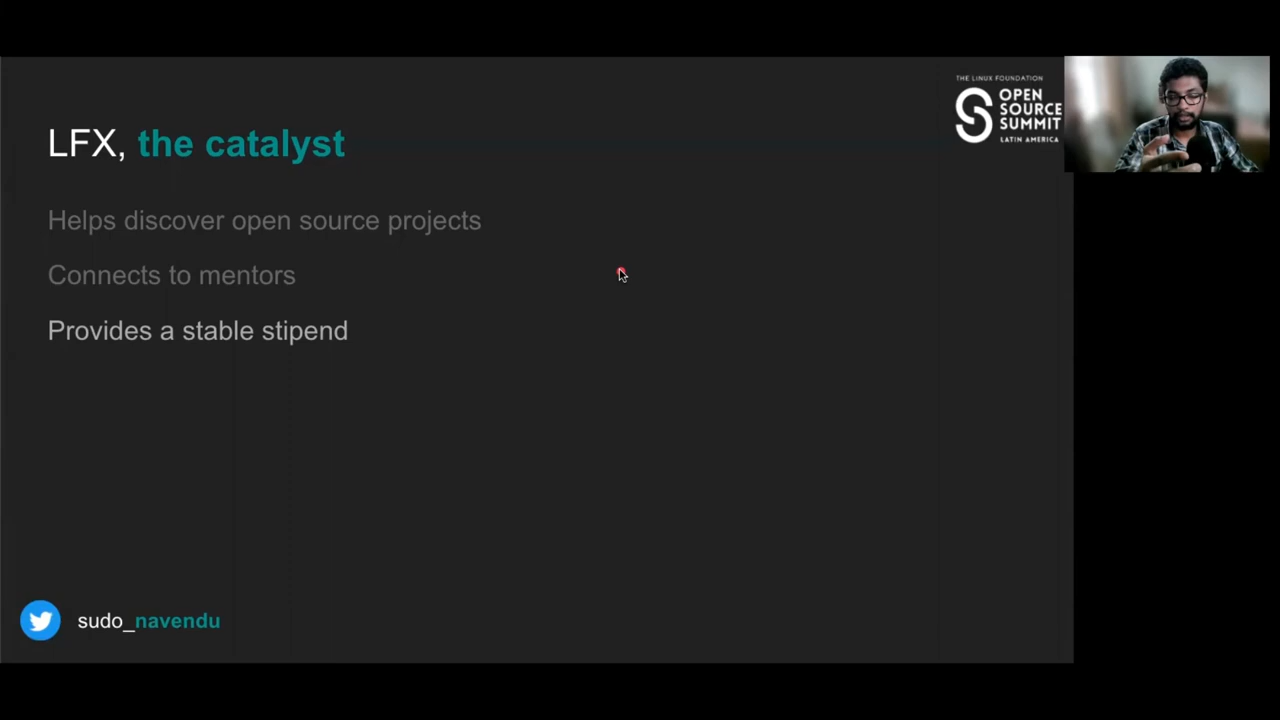 THE LINUX FOUNDATION
OPEN
SOURCE
SUMMIT
LATIN AMERICA
LFX, the catalyst
Helps discover open source projects
Connects to mentors
Provides a stable stipend
sudo_navendu